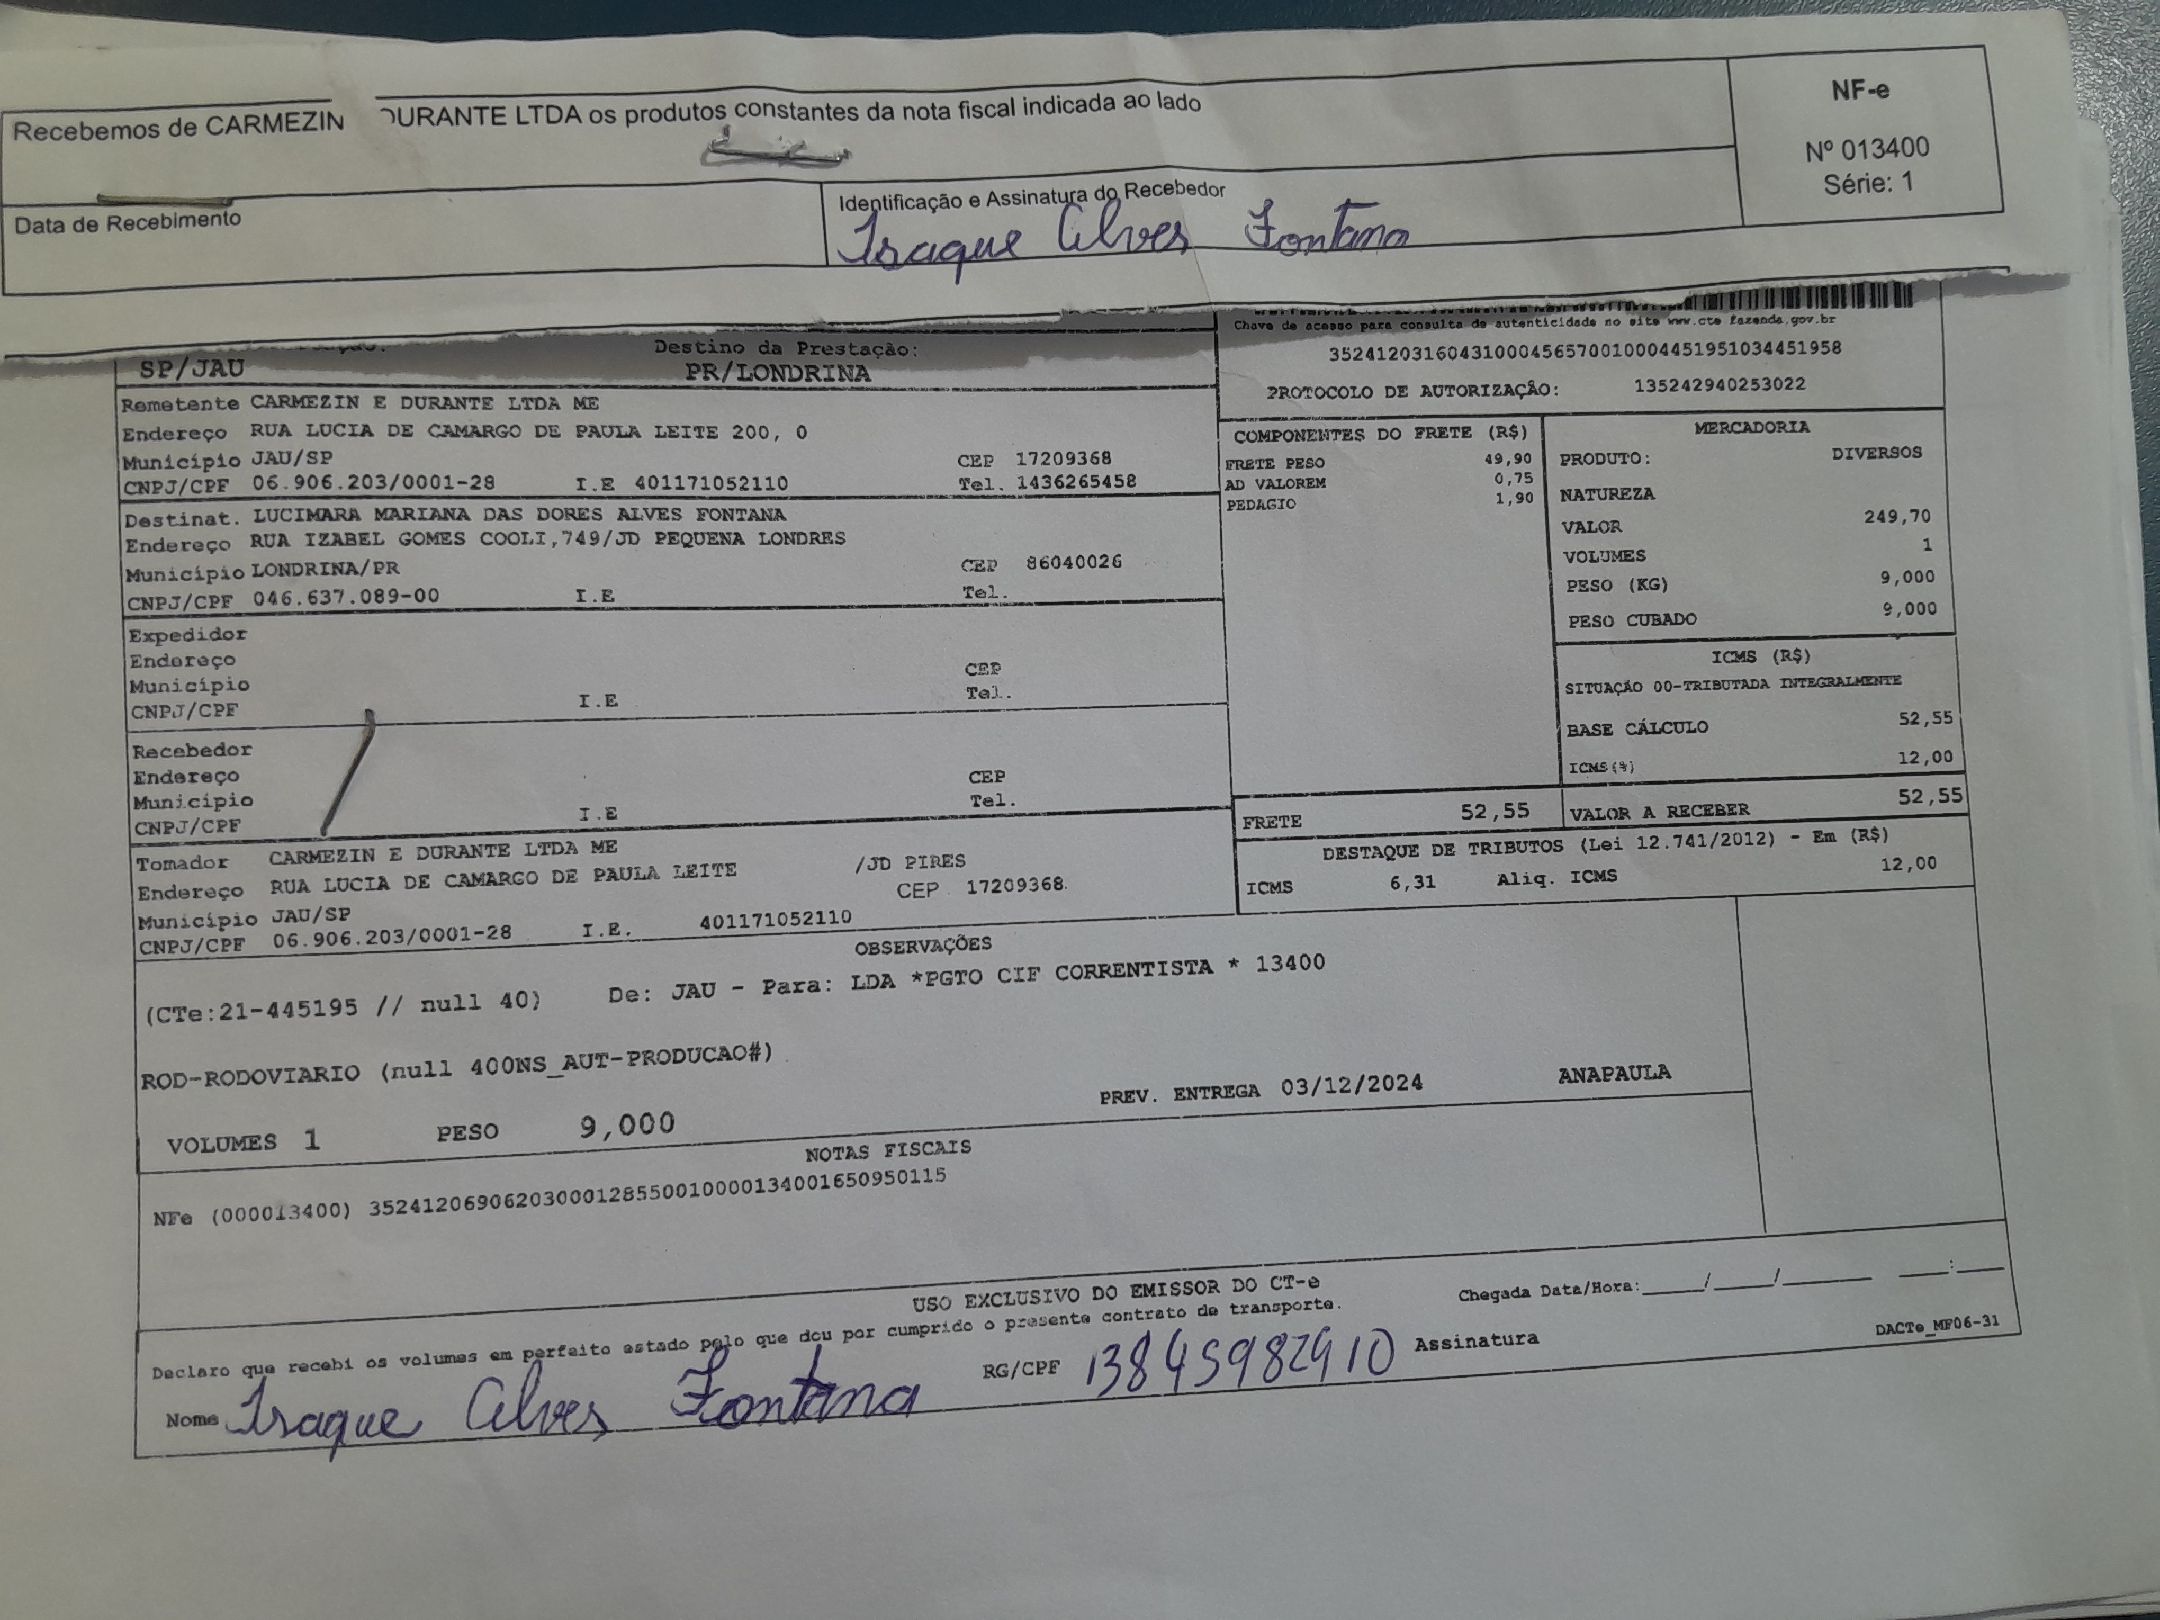 Recebemos de CARMEZIN DURANTE LTDA os produtos constantes da nota fiscal indicada ao lado
NF-e
Nº 013400
Série: 1
Data de Recebimento
Identificação e Assinatura do Recebedor
Isaque Alves Fontana
Chave de acesso para consulta de autenticidade no site www.cte fazenda.gov.br
35241203160431000456570010004451951034451958
PROTOCOLO DE AUTORIZAÇÃO: 135242940253022
Destino da Prestação:
SP/JAU PR/LONDRINA
Remetente CARMEZIN E DURANTE LTDA ME
Endereço RUA LUCIA DE CAMARGO DE PAULA LEITE 200, 0
Município JAU/SP CEP 17209368
CNPJ/CPF 06.906.203/0001-28 I.E 401171052110 Tel. 1436265458
Destinat. LUCIMARA MARIANA DAS DORES ALVES FONTANA
Endereço RUA IZABEL GOMES COOLI,749/JD PEQUENA LONDRES
Município LONDRINA/PR CEP 86040026
CNPJ/CPF 046.637.089-00 I.E Tel.
Expedidor
Endereço CEP
Município Tel.
CNPJ/CPF I.E
Recebedor
Endereço CEP
Município Tel.
CNPJ/CPF I.E
Tomador CARMEZIN E DURANTE LTDA ME
Endereço RUA LUCIA DE CAMARGO DE PAULA LEITE /JD PIRES
CEP 17209368
Município JAU/SP
CNPJ/CPF 06.906.203/0001-28 I.E. 401171052110
COMPONENTES DO FRETE (R$)
FRETE PESO 49,90
AD VALOREM 0,75
PEDAGIO 1,90
MERCADORIA
PRODUTO: DIVERSOS
NATUREZA
VALOR 249,70
VOLUMES 1
PESO (KG) 9,000
PESO CUBADO 9,000
ICMS (R$)
SITUAÇÃO 00-TRIBUTADA INTEGRALMENTE
BASE CÁLCULO 52,55
ICMS(%) 12,00
FRETE 52,55 VALOR A RECEBER 52,55
DESTAQUE DE TRIBUTOS (Lei 12.741/2012) - Em (R$)
ICMS 6,31 Aliq. ICMS 12,00
OBSERVAÇÕES
(CTe:21-445195 // null 40) De: JAU - Para: LDA *PGTO CIF CORRENTISTA * 13400
ROD-RODOVIARIO (null 400NS_AUT-PRODUCAO#)
PREV. ENTREGA 03/12/2024 ANAPAULA
VOLUMES 1 PESO 9,000
NOTAS FISCAIS
NFe (000013400) 35241206906203000128550010000134001650950115
USO EXCLUSIVO DO EMISSOR DO CT-e
Declaro que recebi os volumes em perfeito estado pelo que dou por cumprido o presente contrato de transporte.
Chegada Data/Hora:____/____/______ ___:___
Nome Isaque Alves Fontana RG/CPF 13845982910 Assinatura
DACTe_MF06-31